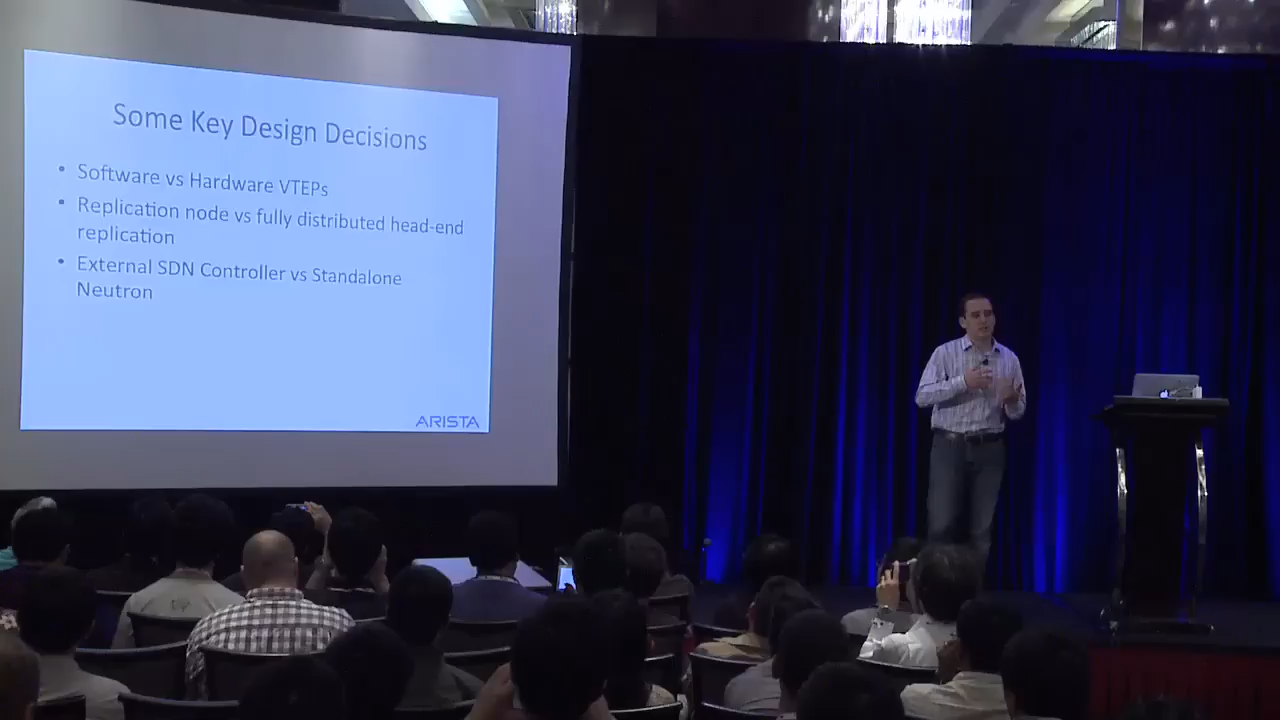 Some Key Design Decisions
• Software vs Hardware VTEPs
• Replication node vs fully distributed head-end
replication
• External SDN Controller vs Standalone
Neutron
ARISTA